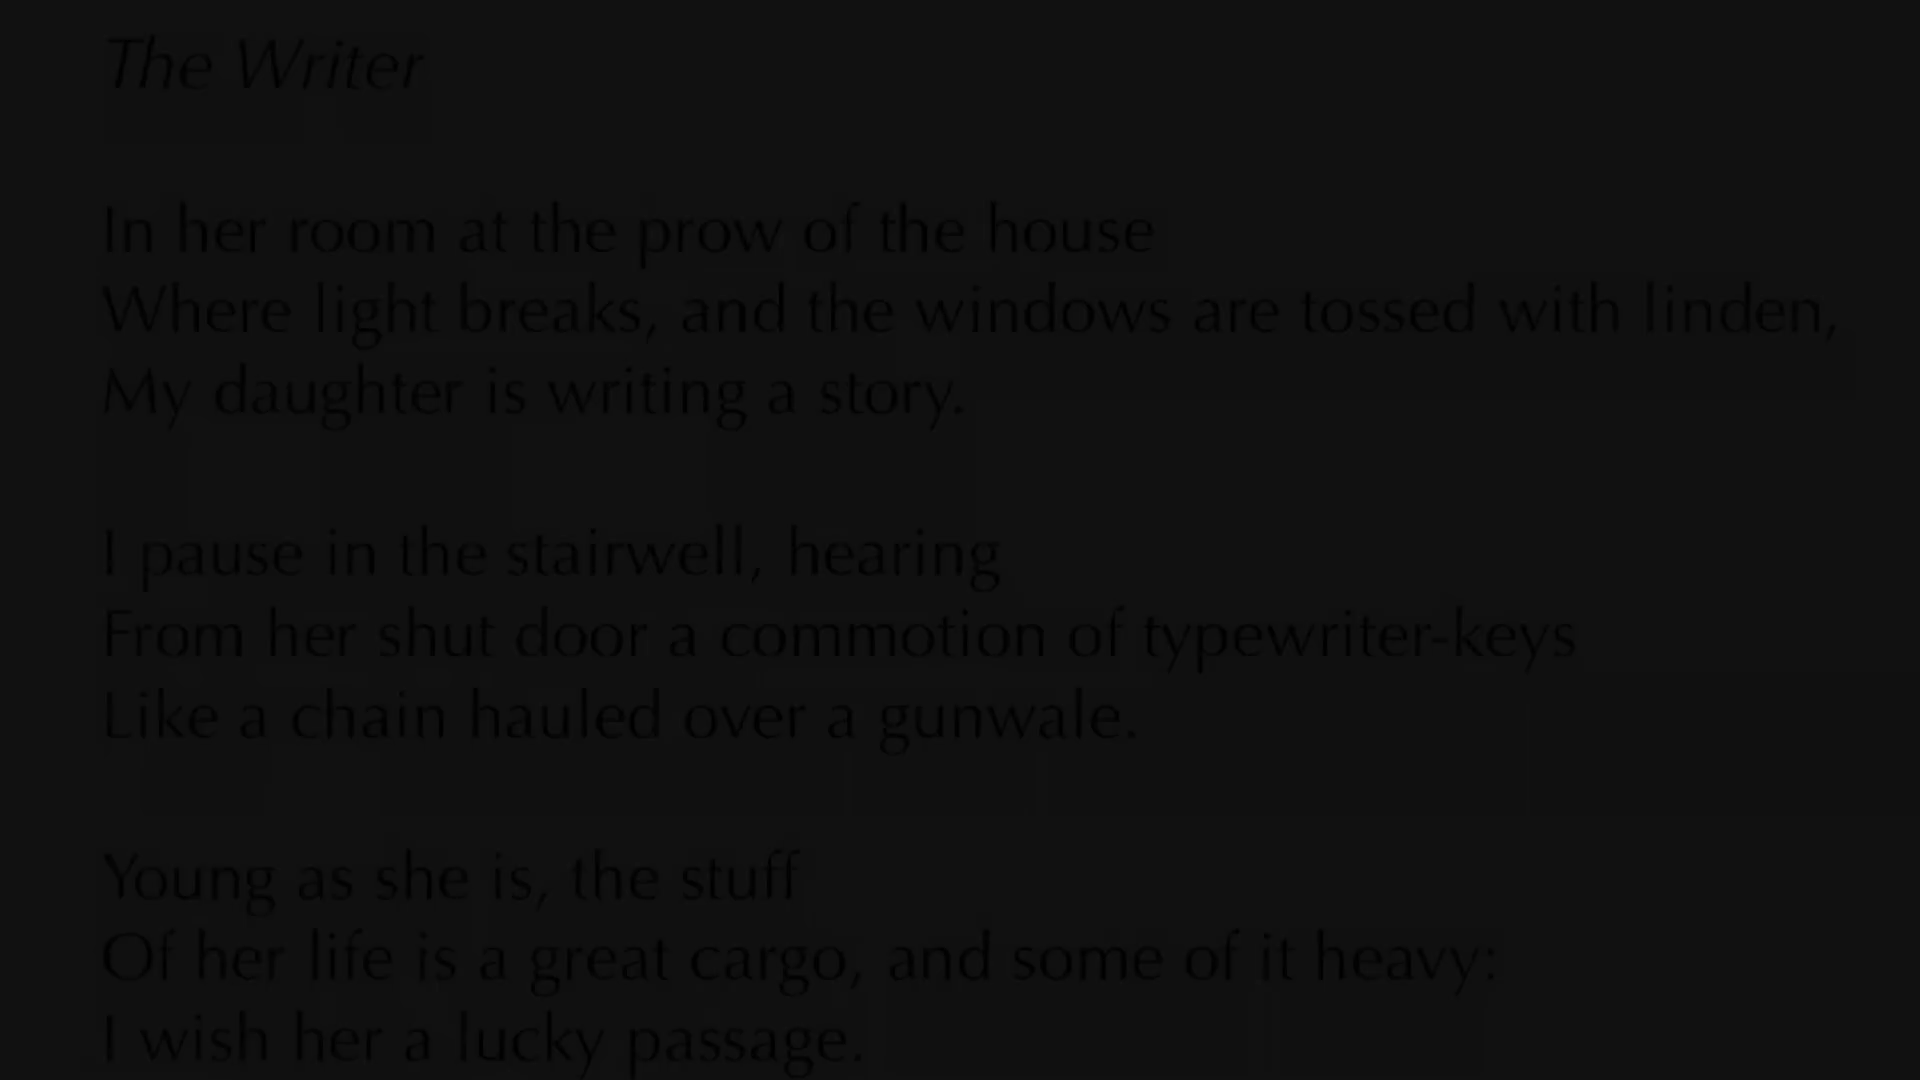 The Writer
In her room at the prow of the house
Where light breaks, and the windows are tossed with linden,
My daughter is writing a story.
I pause in the stairwell, hearing
From her shut door a commotion of typewriter-keys
Like a chain hauled over a gunwale.
Young as she is, the stuff
Of her life is a great cargo, and some of it heavy:
I wish her a lucky passage.